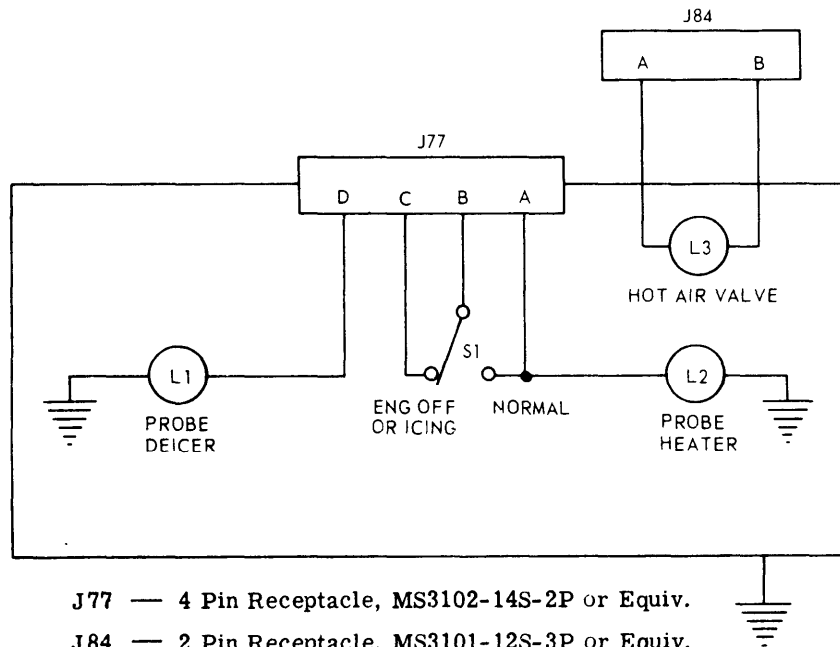 J84
A B
J77
D C B A
L3
HOT AIR VALVE
S1
L1
L2
ENG OFF
OR ICING
NORMAL
PROBE
DEICER
PROBE
HEATER
J77 — 4 Pin Receptacle, MS3102-14S-2P or Equiv.
J84 — 2 Pin Receptacle, MS3101-12S-3P or Equiv.